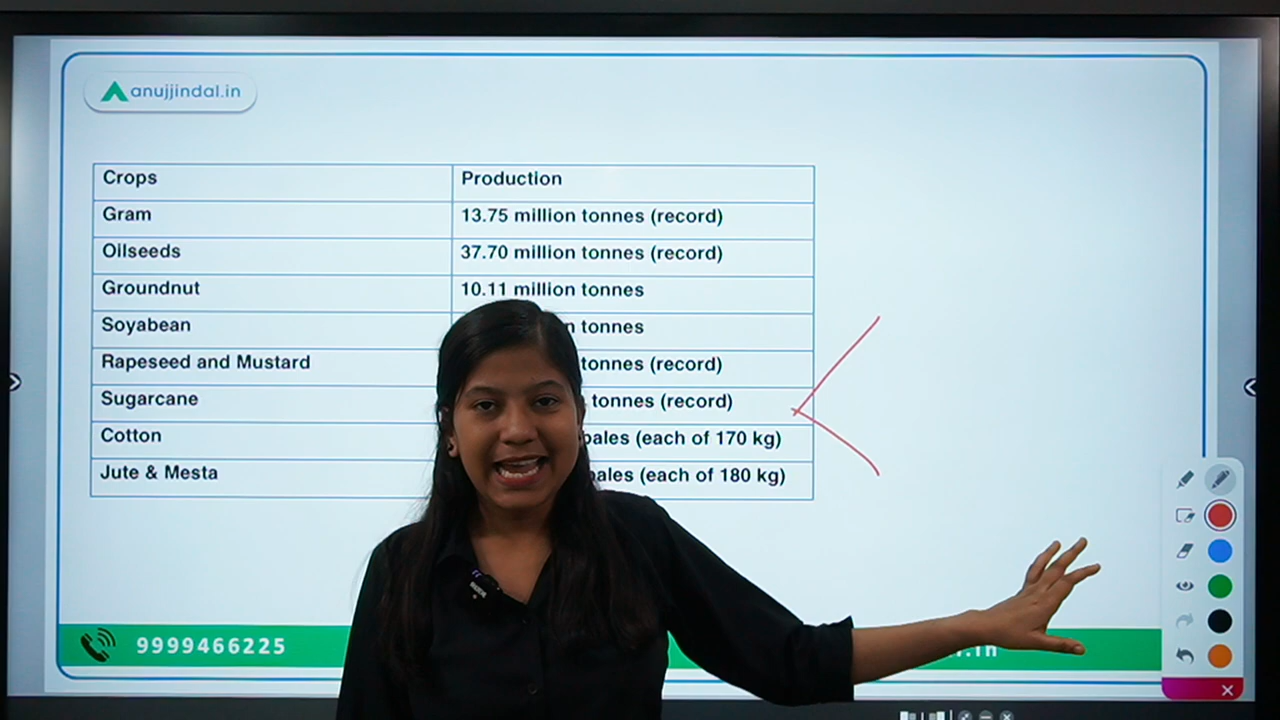 anujjindal.in
Crops Production
Gram 13.75 million tonnes (record)
Oilseeds 37.70 million tonnes (record)
Groundnut 10.11 million tonnes
Soyabean tonnes
Rapeseed and Mustard tonnes (record)
Sugarcane tonnes (record)
Cotton bales (each of 170 kg)
Jute & Mesta bales (each of 180 kg)
9999466225